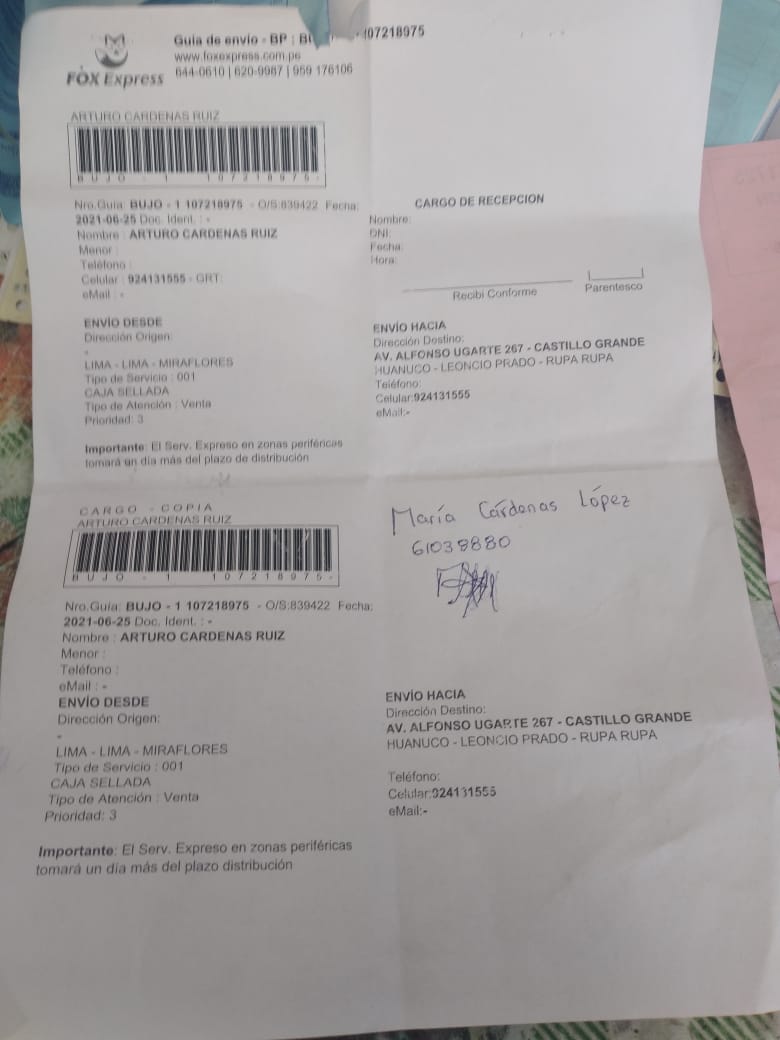 Guia de envío - BP : BU 107218975
www.foxexpress.com.pe
644-0610 | 620-9987 | 959 176106
FOX Express
ARTURO CARDENAS RUIZ
BUJO - 1 107218975-
Nro.Guía: BUJO - 1 107218975 - O/S:839422 Fecha:
2021-06-25 Doc. Ident. : -
Nombre : ARTURO CARDENAS RUIZ
Menor :
Teléfono :
Celular : 924131555 - GRT:
eMail : -
CARGO DE RECEPCION
Nombre:
DNI:
Fecha:
Hora:
Recibi Conforme
Parentesco
ENVÍO DESDE
Dirección Origen:
-
LIMA - LIMA - MIRAFLORES
Tipo de Servicio : 001
CAJA SELLADA
Tipo de Atención : Venta
Prioridad: 3
ENVÍO HACIA
Dirección Destino:
AV. ALFONSO UGARTE 267 - CASTILLO GRANDE
HUANUCO - LEONCIO PRADO - RUPA RUPA
Teléfono:
Celular:924131555
eMail:-
Importante: El Serv. Expreso en zonas periféricas
tomará un día más del plazo de distribución
CARGO - COPIA
ARTURO CARDENAS RUIZ
BUJO - 1 107218975-
María Cárdenas López
61039880
Nro.Guía: BUJO - 1 107218975 - O/S:839422 Fecha:
2021-06-25 Doc. Ident. : -
Nombre : ARTURO CARDENAS RUIZ
Menor :
Teléfono :
eMail : -
ENVÍO DESDE
Dirección Origen:
-
LIMA - LIMA - MIRAFLORES
Tipo de Servicio : 001
CAJA SELLADA
Tipo de Atención : Venta
Prioridad: 3
ENVÍO HACIA
Dirección Destino:
AV. ALFONSO UGARTE 267 - CASTILLO GRANDE
HUANUCO - LEONCIO PRADO - RUPA RUPA
Teléfono:
Celular:924131555
eMail:-
Importante: El Serv. Expreso en zonas periféricas
tomará un día más del plazo distribución